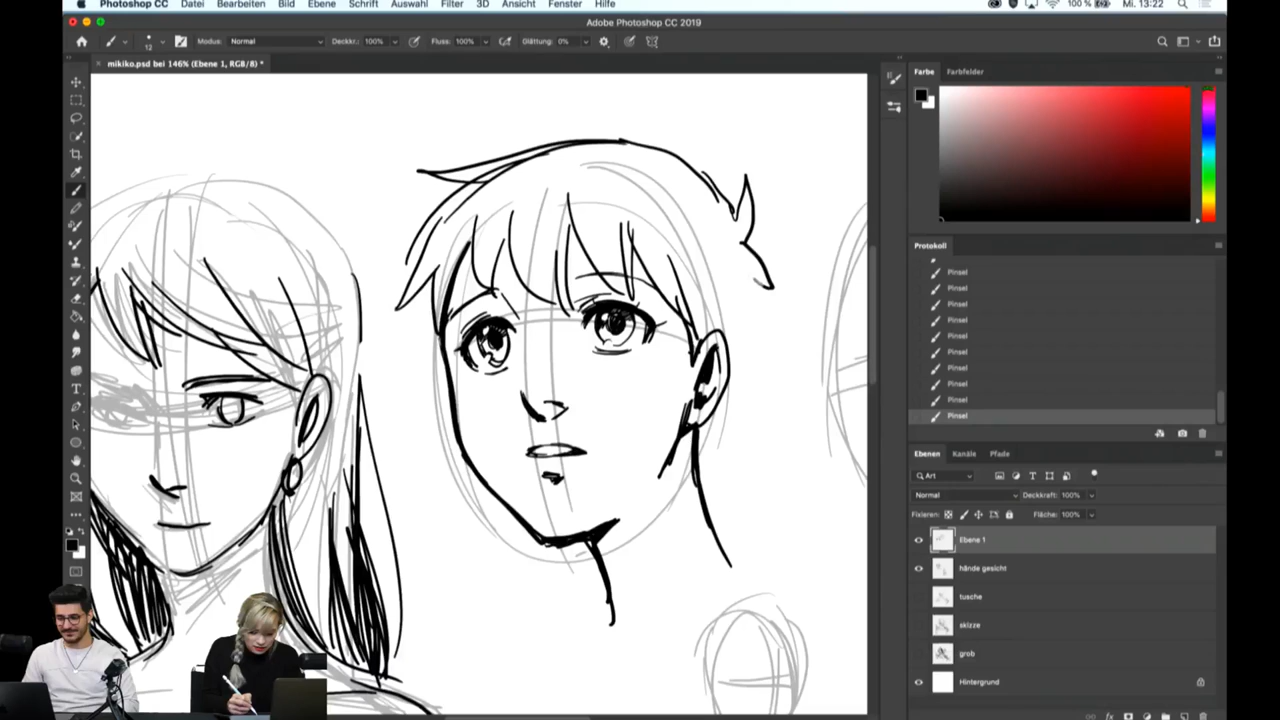 Photoshop CC Datei Bearbeiten Bild Ebene Schrift Auswahl Filter 3D Ansicht Fenster Hilfe 100 % Mi. 13:22
Adobe Photoshop CC 2019
12 Modus: Normal Deckkr.: 100% Fluss: 100% Glättung: 0%
× mikiko.psd bei 146% (Ebene 1, RGB/8) *
Farbe Farbfelder
Protokoll
Pinsel
Pinsel
Pinsel
Pinsel
Pinsel
Pinsel
Pinsel
Pinsel
Pinsel
Pinsel
Ebenen Kanäle Pfade
Art
Normal Deckkraft: 100%
Fixieren: Fläche: 100%
Ebene 1
hände gesicht
tusche
skizze
grob
Hintergrund
fx